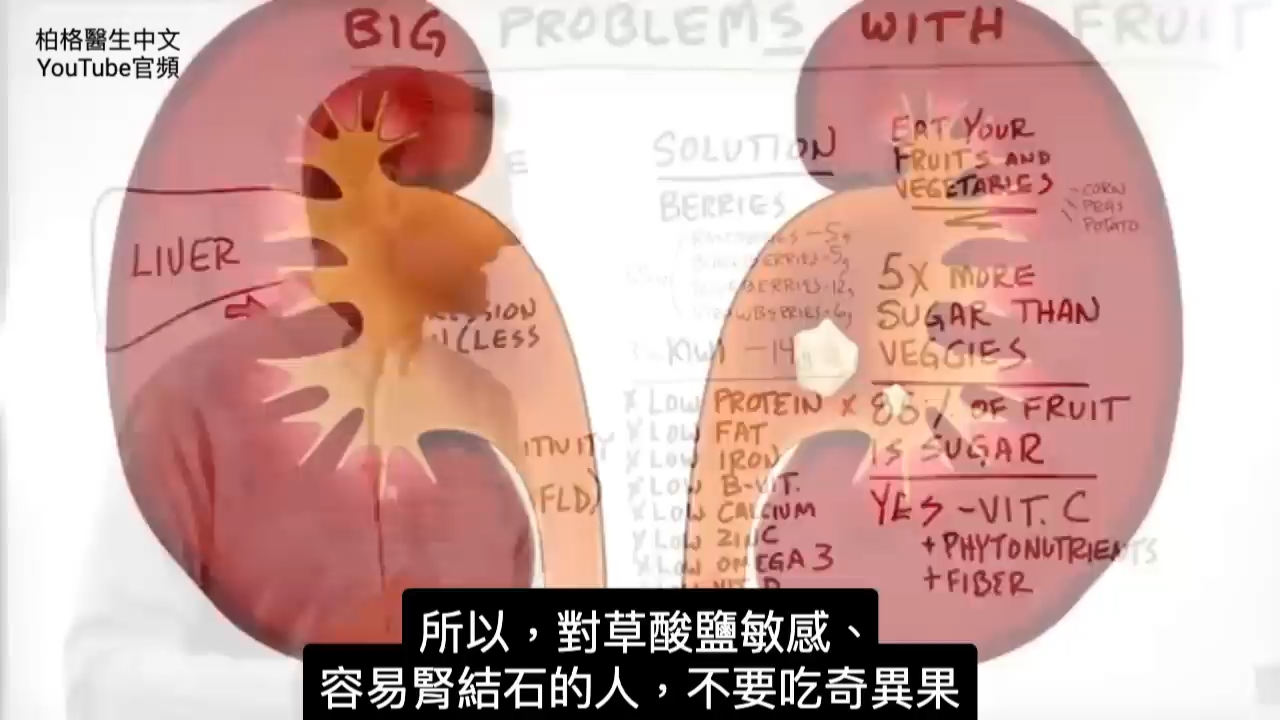 柏格醫生中文
YouTube官頻
BIG PROBLEMS WITH FRUIT
LIVER
SOLUTION
BERRIES
KIWI - 14g
X LOW PROTEIN X
X LOW FAT
X LOW IRON
X LOW B-VIT.
X LOW CALCIUM
X LOW ZINC
X LOW OMEGA 3
EAT YOUR
FRUITS AND
VEGETABLES
CORN
PEAS
POTATO
5X MORE
SUGAR THAN
VEGGIES
% OF FRUIT
IS SUGAR
YES - VIT. C
+ PHYTONUTRIENTS
+ FIBER
所以，對草酸鹽敏感、
容易腎結石的人，不要吃奇異果